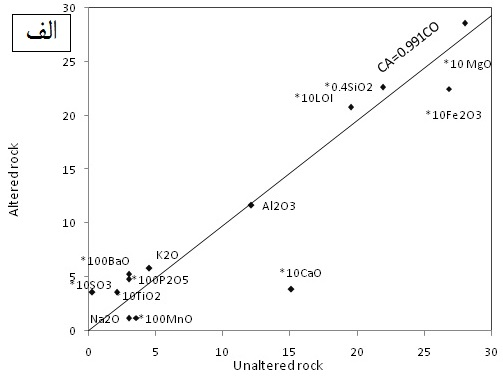 الف
30
25
20
15
10
5
0
Altered rock
CA=0.991CO
*10 MgO
*0.4SiO2
*10LOI
*10Fe2O3
Al2O3
K2O
*100BaO
*100P2O5
*10SO3
10TiO2
*10CaO
Na2O
*100MnO
0 5 10 15 20 25 30
Unaltered rock